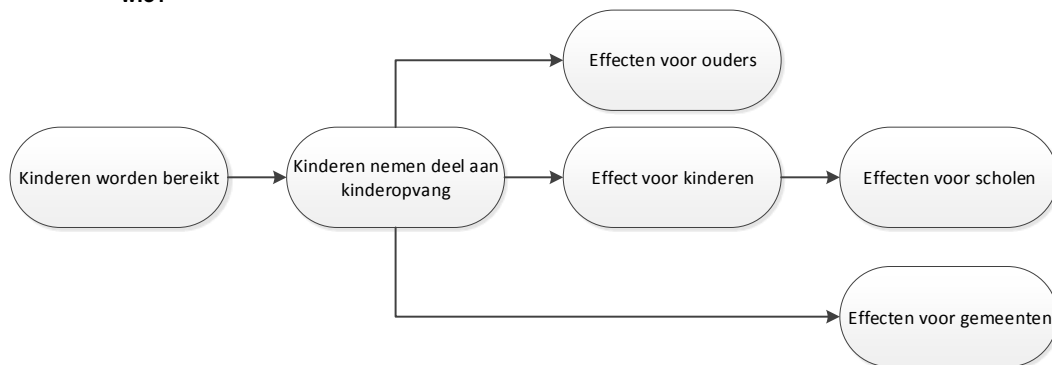 Effecten voor ouders
Kinderen worden bereikt
Kinderen nemen deel aan
kinderopvang
Effect voor kinderen
Effecten voor scholen
Effecten voor gemeenten